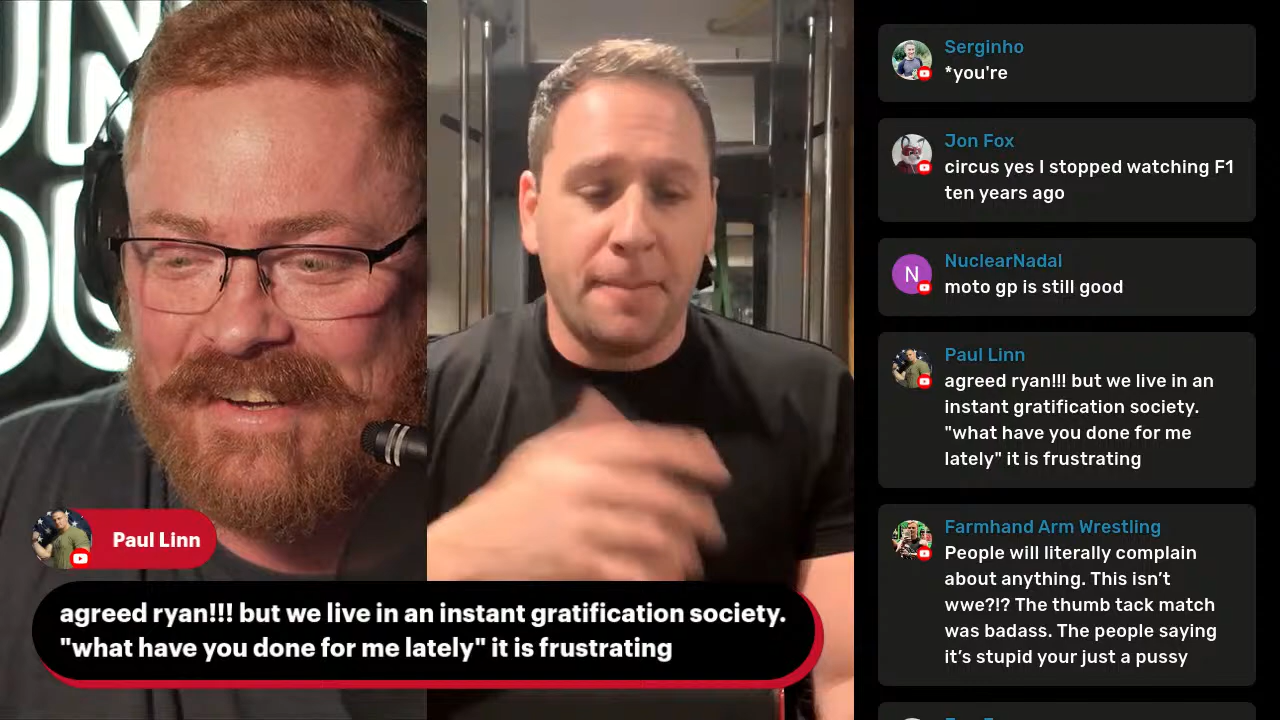 Serginho
*you're
Jon Fox
circus yes I stopped watching F1
ten years ago
N
NuclearNadal
moto gp is still good
Paul Linn
agreed ryan!!! but we live in an
instant gratification society.
"what have you done for me
lately" it is frustrating
Farmhand Arm Wrestling
People will literally complain
about anything. This isn’t
wwe?!? The thumb tack match
was badass. The people saying
it’s stupid your just a pussy
Paul Linn
agreed ryan!!! but we live in an instant gratification society.
"what have you done for me lately" it is frustrating